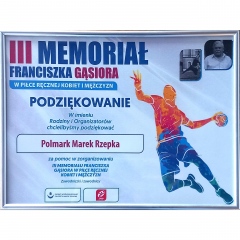 III MEMORIAŁ
FRANCISZKA GĄSIORA
W PIŁCE RĘCZNEJ KOBIET I MĘŻCZYZN
PODZIĘKOWANIE
W imieniu
Rodziny i Organizatorów
chcielibyśmy podziękować
Polmark Marek Rzepka
za pomoc w zorganizowaniu
III MEMORIAŁU FRANCISZKA
GĄSIORA W PIŁCE RĘCZNEJ
KOBIET I MĘŻCZYZN